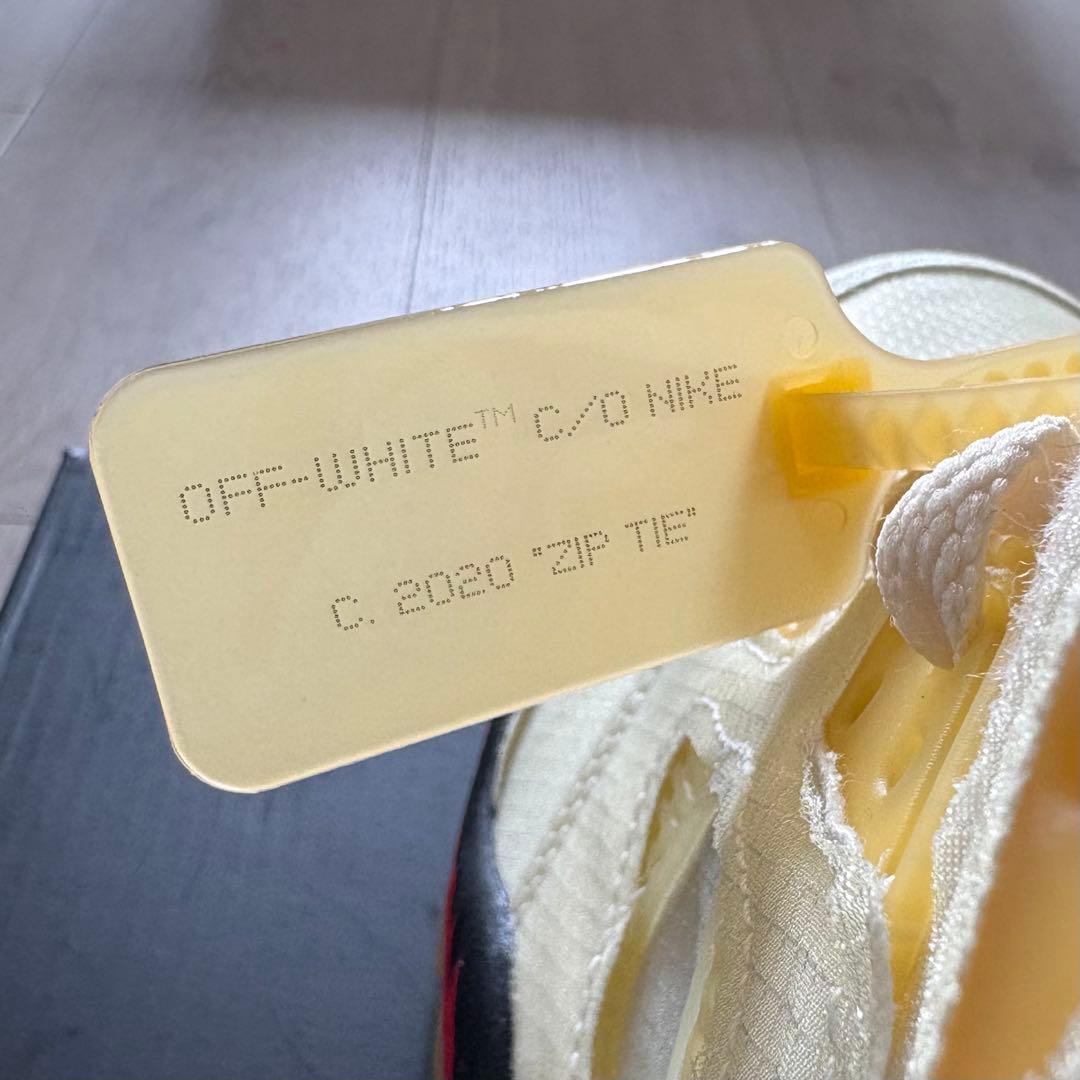 OFF-WHITE™ C/O NIKE
C. 2020 "ZIP TIE"